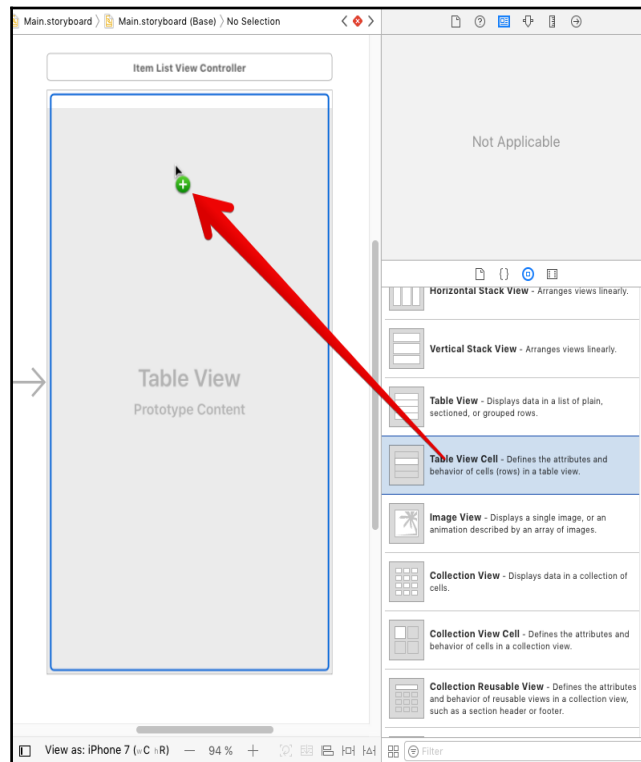 Main.storyboard
Main.storyboard (Base)
No Selection
Item List View Controller
Table View
Prototype Content
View as: iPhone 7 (wC hR)
94 %
Not Applicable
{}
Horizontal Stack View - Arranges views linearly.
Vertical Stack View - Arranges views linearly.
Table View - Displays data in a list of plain,
sectioned, or grouped rows.
Table View Cell - Defines the attributes and
behavior of cells (rows) in a table view.
Image View - Displays a single image, or an
animation described by an array of images.
Collection View - Displays data in a collection of
cells.
Collection View Cell - Defines the attributes and
behavior of cells in a collection view.
Collection Reusable View - Defines the attributes
and behavior of reusable views in a collection view,
such as a section header or footer.
Filter